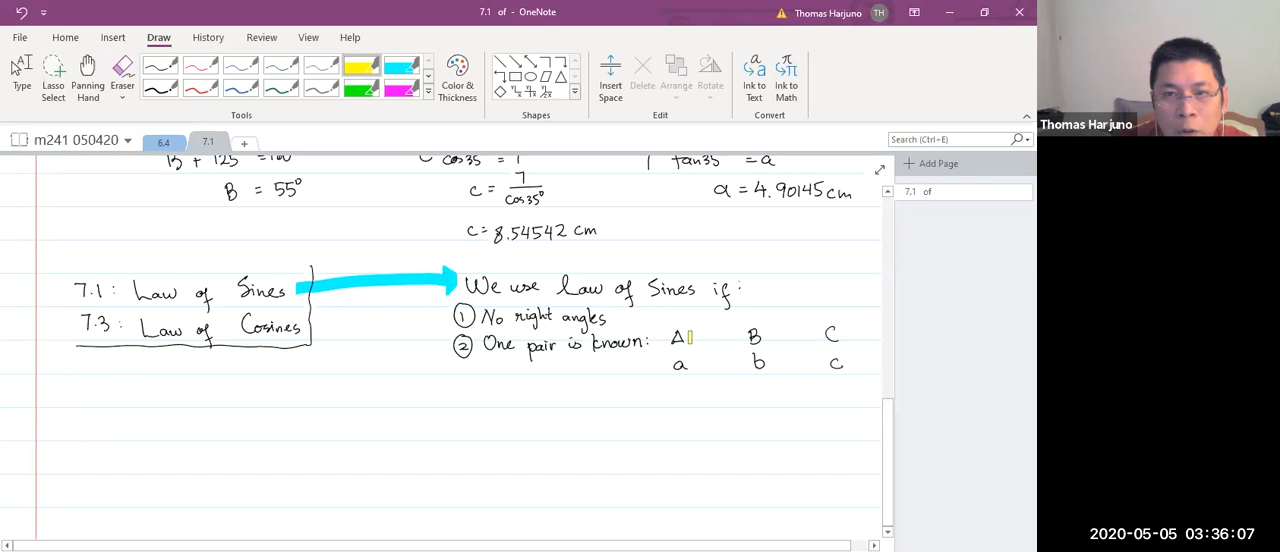 7.1 of - OneNote
Thomas Harjuno TH
File Home Insert Draw History Review View Help
Type
Lasso Select
Panning Hand
Eraser
Color & Thickness
Insert Space
Delete
Arrange
Rotate
Ink to Text
Ink to Math
Tools Shapes Edit Convert
m241 050420 6.4 7.1
Search (Ctrl+E)
Add Page
7.1 of
Thomas Harjuno
cos35
tan35 = a
B = 55°
c = 7/cos35°
a = 4.90145 cm
c = 8.54542 cm
7.1: Law of Sines
7.3: Law of Cosines
We use Law of Sines if:
① No right angles
② One pair is known: A B C
a b c
2020-05-05 03:36:07